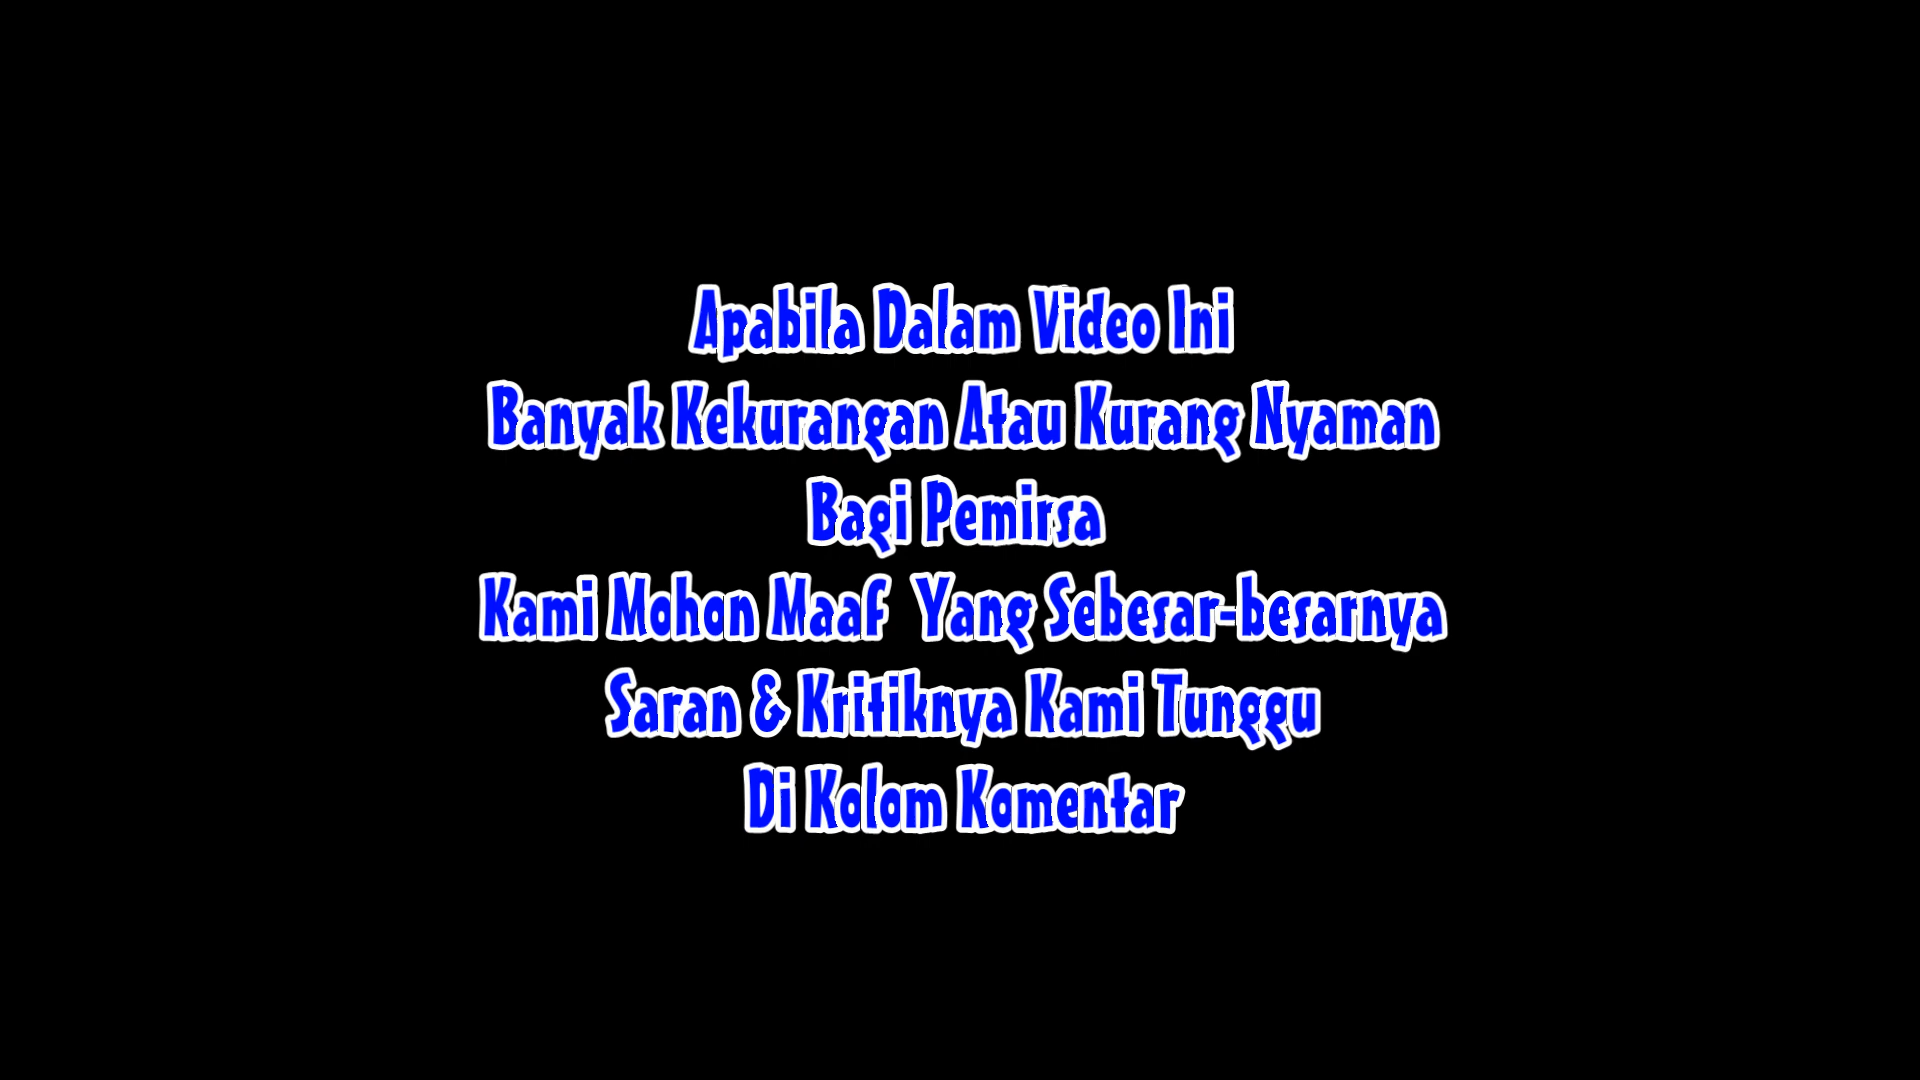 Apabila Dalam Video Ini
Banyak Kekurangan Atau Kurang Nyaman
Bagi Pemirsa
Kami Mohon Maaf  Yang Sebesar-besarnya
Saran & Kritiknya Kami Tunggu
Di Kolom Komentar